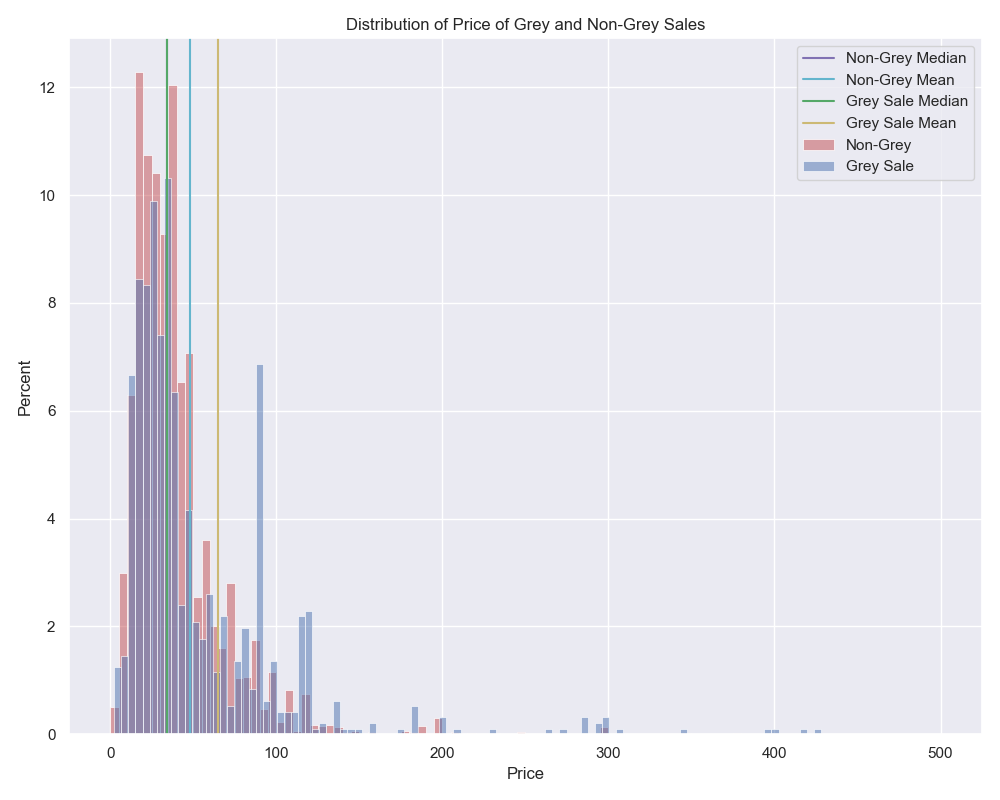 Distribution of Price of Grey and Non-Grey Sales
Non-Grey Median
Non-Grey Mean
Grey Sale Median
Grey Sale Mean
Non-Grey
Grey Sale
12
10
8
6
4
2
0
Percent
0 100 200 300 400 500
Price